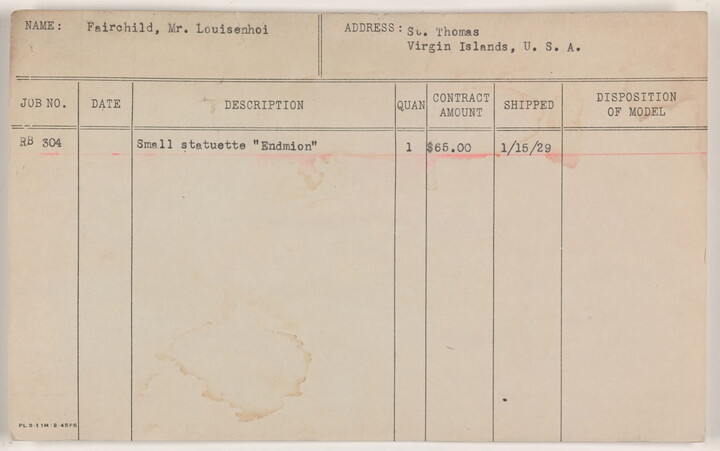 NAME: Fairchild, Mr. Louisenhoi
ADDRESS: St. Thomas
Virgin Islands, U. S. A.
JOB NO. DATE DESCRIPTION QUAN CONTRACT AMOUNT SHIPPED DISPOSITION OF MODEL
RB 304 Small statuette "Endmion" 1 $65.00 1/15/29